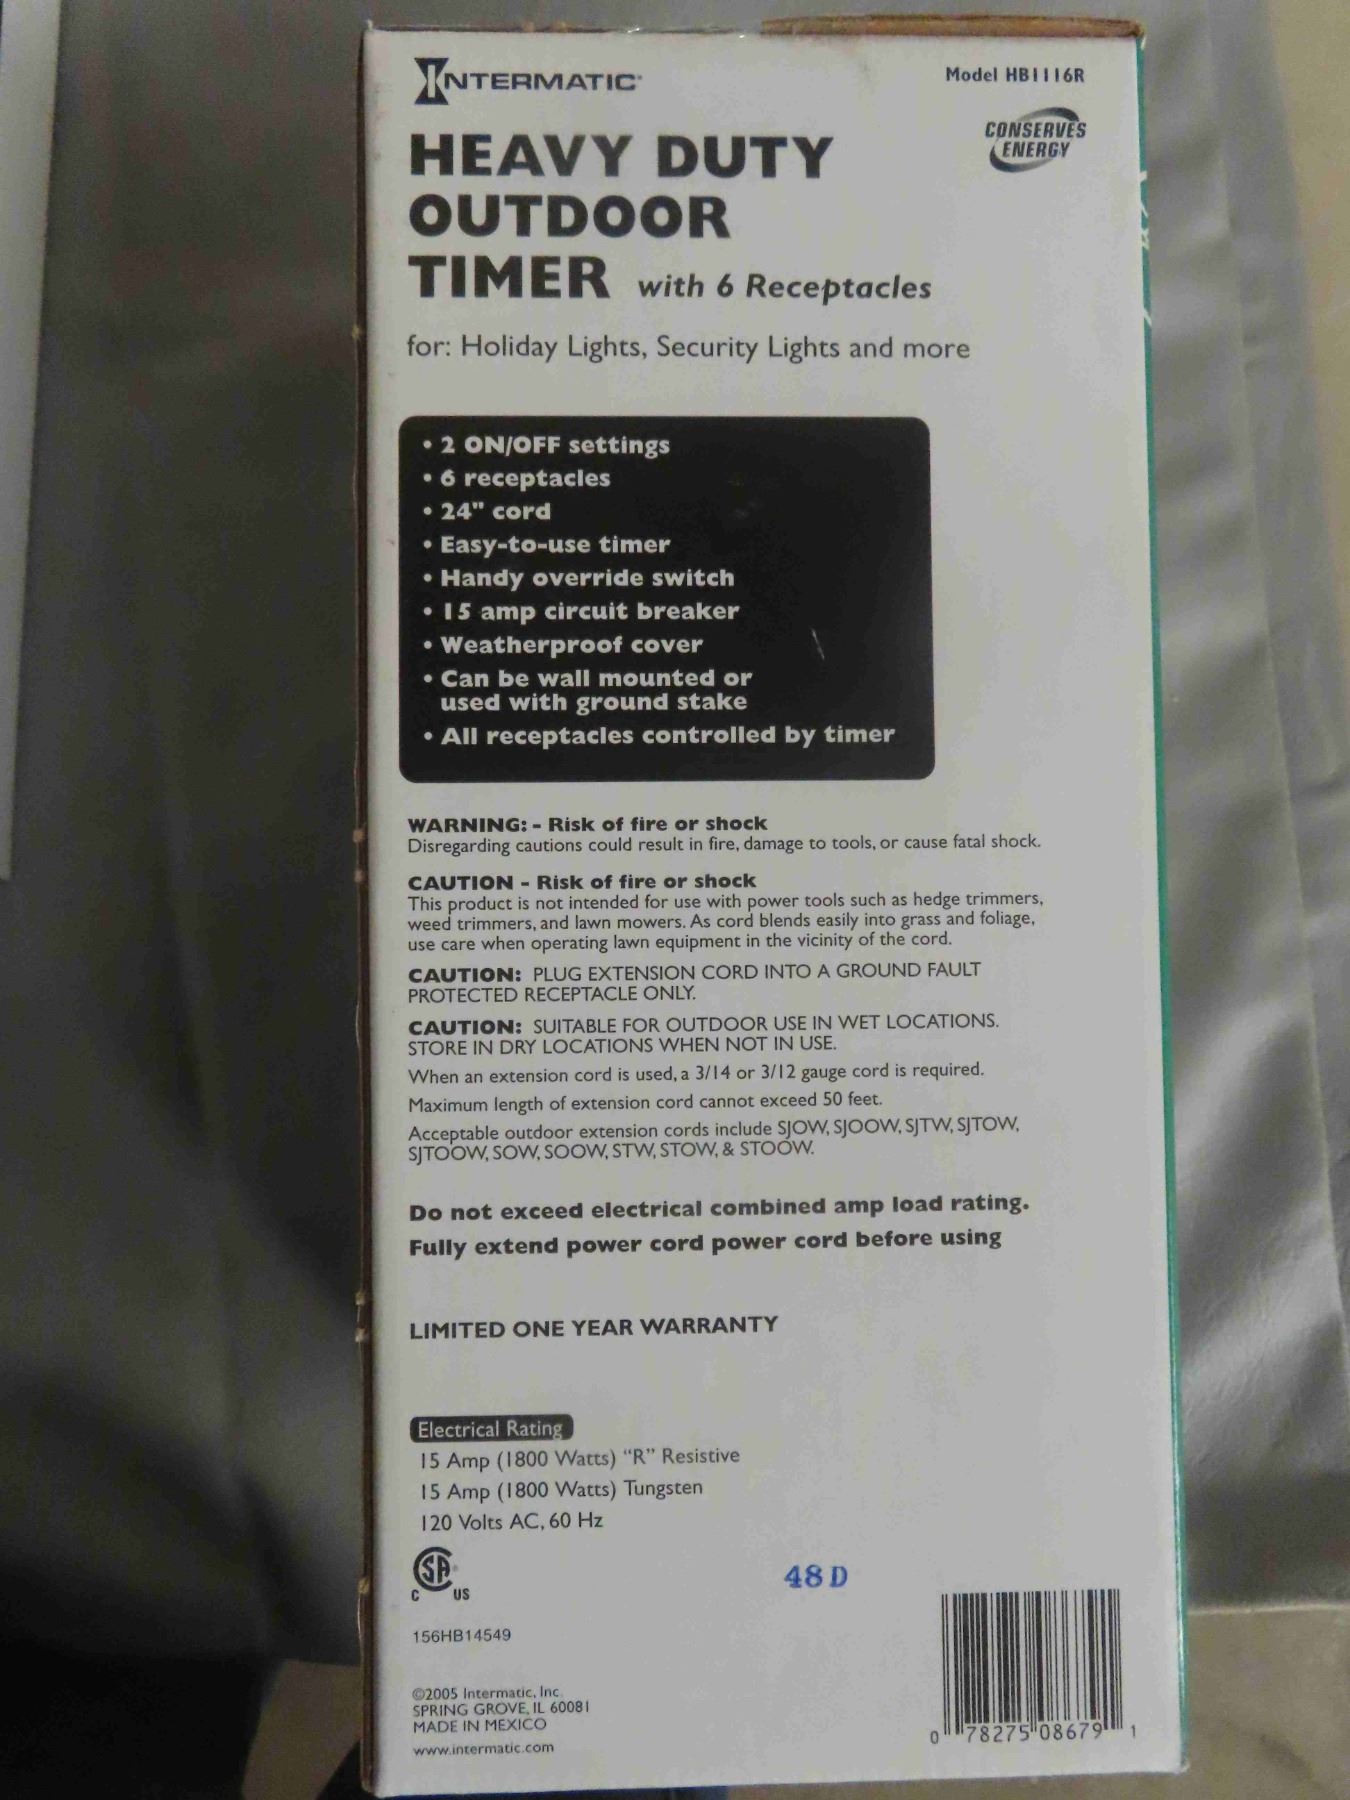 INTERMATIC
Model HB1116R
CONSERVES
ENERGY
HEAVY DUTY
OUTDOOR
TIMER with 6 Receptacles
for: Holiday Lights, Security Lights and more
• 2 ON/OFF settings
• 6 receptacles
• 24" cord
• Easy-to-use timer
• Handy override switch
• 15 amp circuit breaker
• Weatherproof cover
• Can be wall mounted or
used with ground stake
• All receptacles controlled by timer
WARNING: - Risk of fire or shock
Disregarding cautions could result in fire, damage to tools, or cause fatal shock.
CAUTION - Risk of fire or shock
This product is not intended for use with power tools such as hedge trimmers,
weed trimmers, and lawn mowers. As cord blends easily into grass and foliage,
use care when operating lawn equipment in the vicinity of the cord.
CAUTION: PLUG EXTENSION CORD INTO A GROUND FAULT
PROTECTED RECEPTACLE ONLY.
CAUTION: SUITABLE FOR OUTDOOR USE IN WET LOCATIONS.
STORE IN DRY LOCATIONS WHEN NOT IN USE.
When an extension cord is used, a 3/14 or 3/12 gauge cord is required.
Maximum length of extension cord cannot exceed 50 feet.
Acceptable outdoor extension cords include SJOW, SJOOW, SJTW, SJTOW,
SJTOOW, SOW, SOOW, STW, STOW, & STOOW.
Do not exceed electrical combined amp load rating.
Fully extend power cord power cord before using
LIMITED ONE YEAR WARRANTY
Electrical Rating
15 Amp (1800 Watts) “R” Resistive
15 Amp (1800 Watts) Tungsten
120 Volts AC, 60 Hz
SA
C US
48D
156HB14549
©2005 Intermatic, Inc.
SPRING GROVE, IL 60081
MADE IN MEXICO
www.intermatic.com
0 78275 08679 1